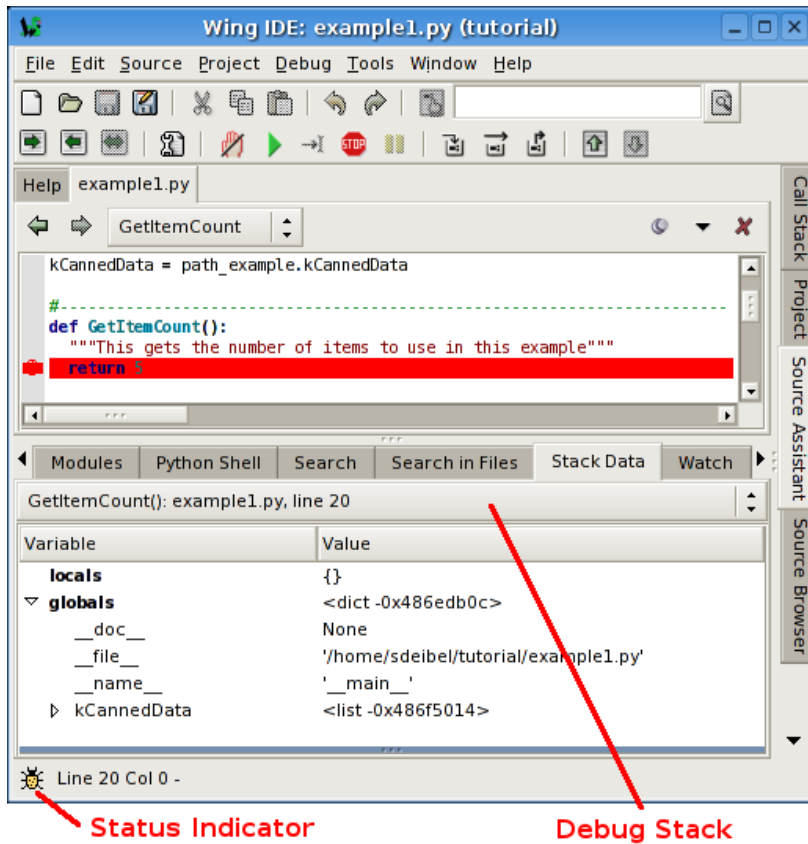 Wing IDE: example1.py (tutorial)
File Edit Source Project Debug Tools Window Help
STOP
Help example1.py
GetItemCount
kCannedData = path_example.kCannedData
#-----------------------------------------------------------------------
def GetItemCount():
"""This gets the number of items to use in this example"""
return 5
Modules Python Shell Search Search in Files Stack Data Watch
GetItemCount(): example1.py, line 20
Variable Value
locals {}
globals <dict -0x486edb0c>
__doc__ None
__file__ '/home/sdeibel/tutorial/example1.py'
__name__ '__main__'
kCannedData <list -0x486f5014>
Line 20 Col 0 -
Call Stack
Project
Source Assistant
Source Browser
Status Indicator
Debug Stack